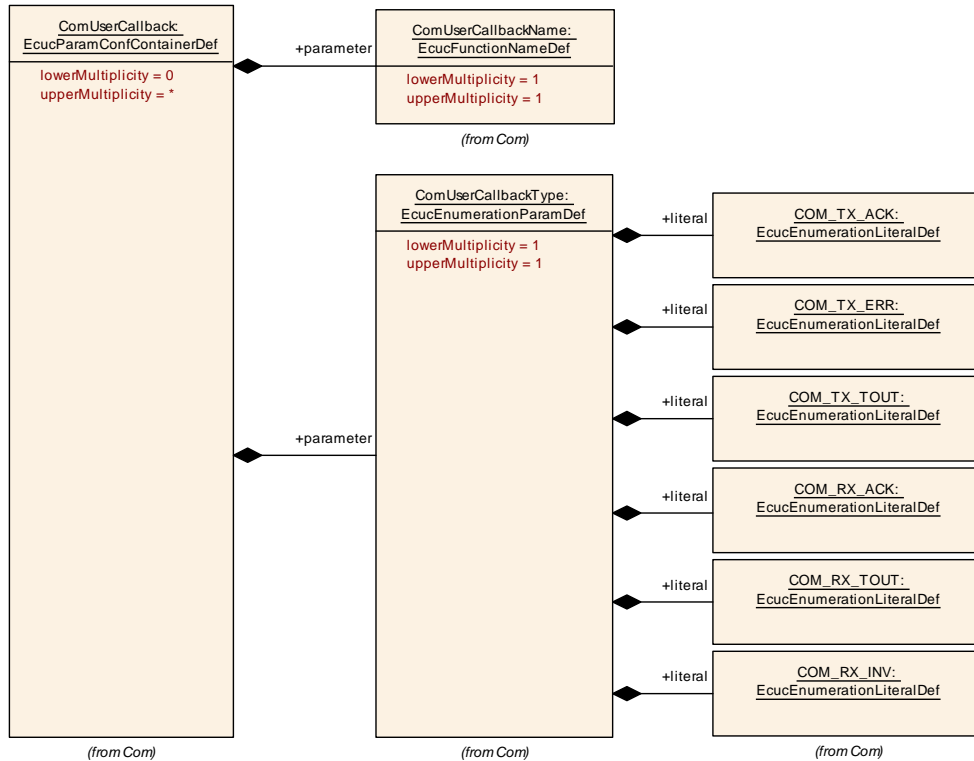 ComUserCallback:
EcucParamConfContainerDef
lowerMultiplicity = 0
upperMultiplicity = *
(from Com)
+parameter
ComUserCallbackName:
EcucFunctionNameDef
lowerMultiplicity = 1
upperMultiplicity = 1
(from Com)
+parameter
ComUserCallbackType:
EcucEnumerationParamDef
lowerMultiplicity = 1
upperMultiplicity = 1
(from Com)
+literal
COM_TX_ACK:
EcucEnumerationLiteralDef
+literal
COM_TX_ERR:
EcucEnumerationLiteralDef
+literal
COM_TX_TOUT:
EcucEnumerationLiteralDef
+literal
COM_RX_ACK:
EcucEnumerationLiteralDef
+literal
COM_RX_TOUT:
EcucEnumerationLiteralDef
+literal
COM_RX_INV:
EcucEnumerationLiteralDef
(from Com)